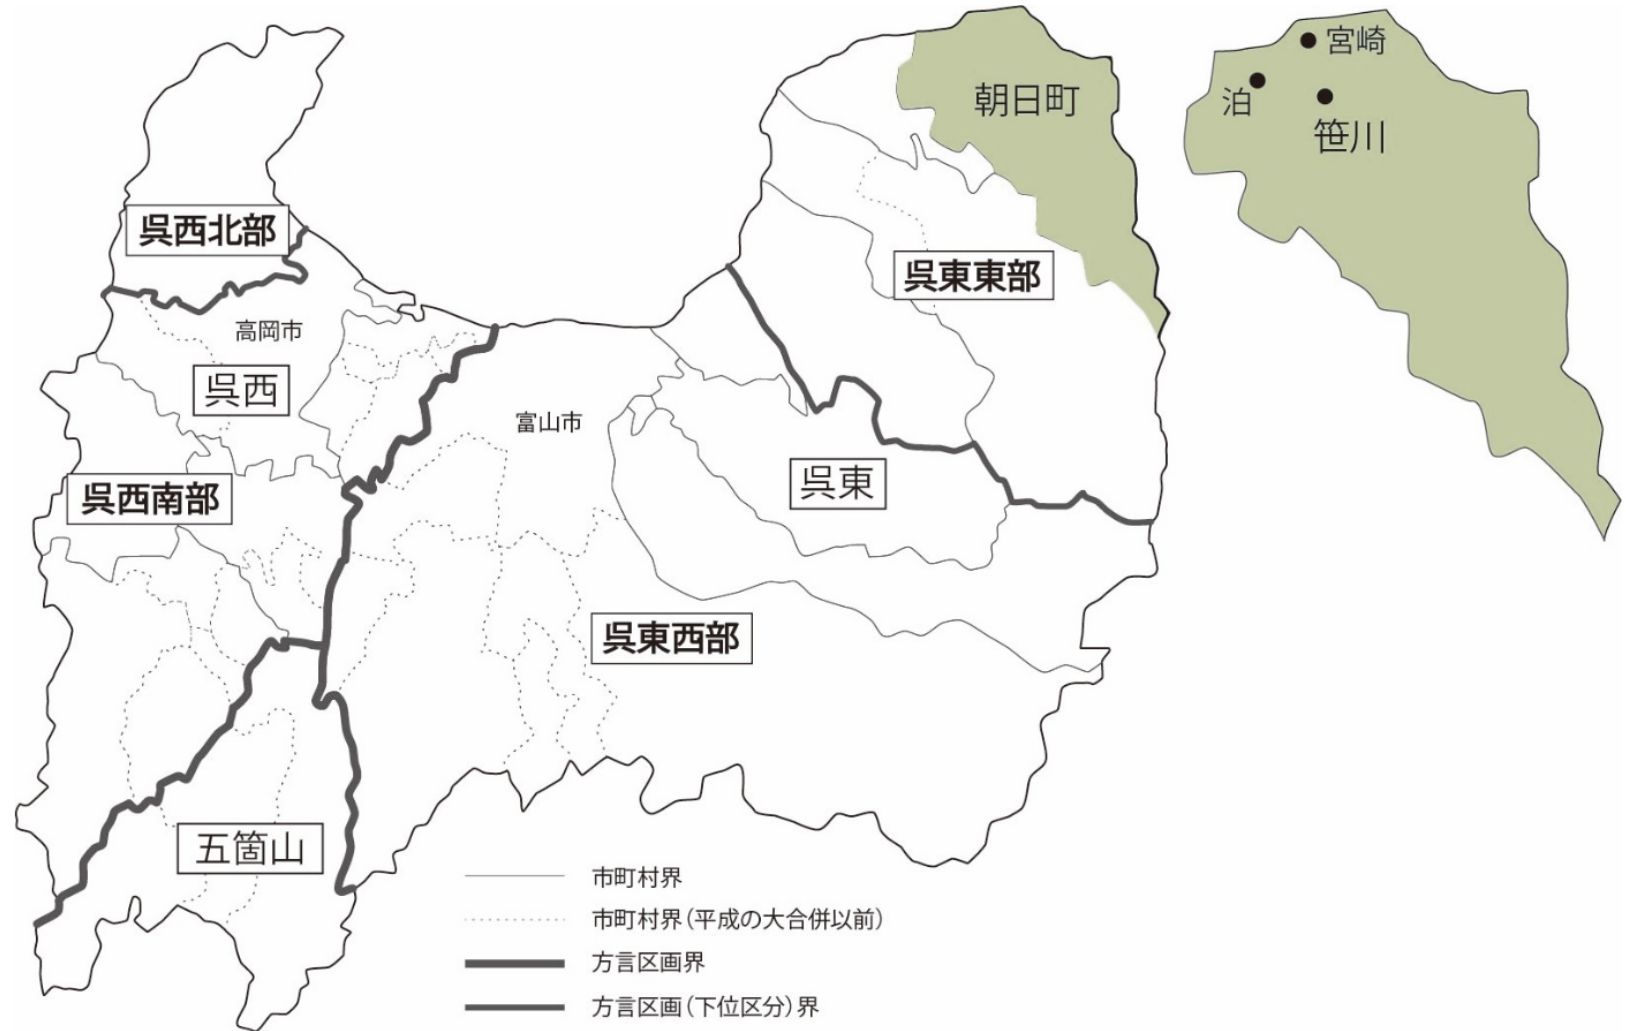 宮崎
泊
笹川
朝日町
呉西北部
呉東東部
高岡市
呉西
富山市
呉東
呉西南部
呉東西部
五箇山
市町村界
市町村界(平成の大合併以前)
方言区画界
方言区画(下位区分)界